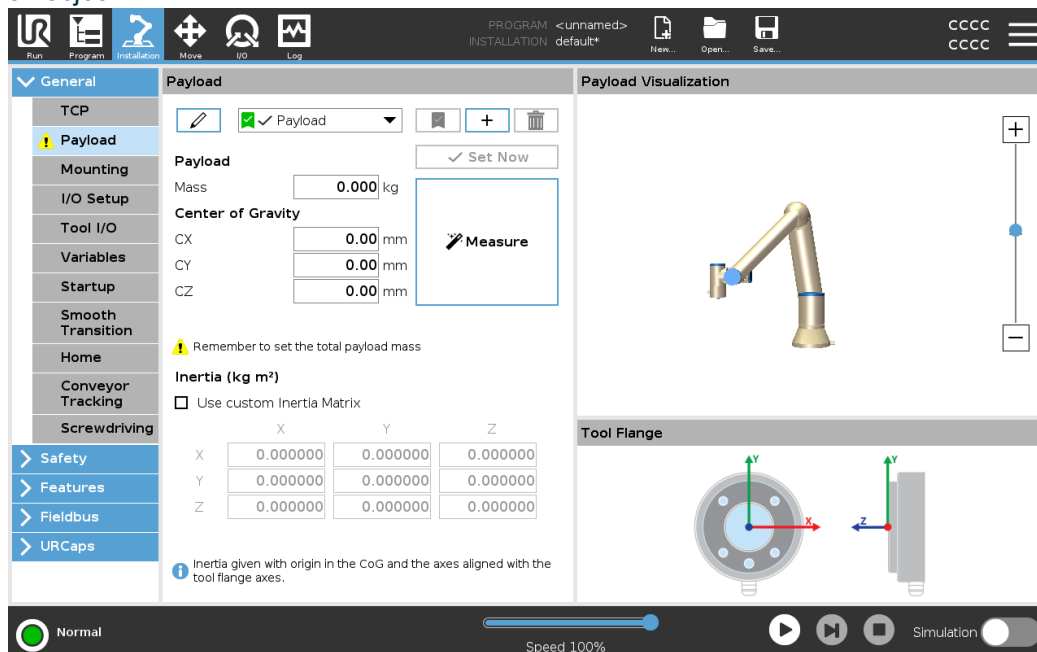 PROGRAM <unnamed>
INSTALLATION default*
CCCC
CCCC
Run
Program
Installation
Move
I/O
Log
New...
Open...
Save...
General
TCP
Payload
Mounting
I/O Setup
Tool I/O
Variables
Startup
Smooth
Transition
Home
Conveyor
Tracking
Screwdriving
Safety
Features
Fieldbus
URCaps
Payload
Payload
Payload
Set Now
Mass 0.000 kg
Center of Gravity
CX 0.00 mm
CY 0.00 mm
CZ 0.00 mm
Measure
Remember to set the total payload mass
Inertia (kg m²)
Use custom Inertia Matrix
X Y Z
X 0.000000 0.000000 0.000000
Y 0.000000 0.000000 0.000000
Z 0.000000 0.000000 0.000000
Inertia given with origin in the CoG and the axes aligned with the
tool flange axes.
Payload Visualization
Tool Flange
Y
X
Y
Z
Normal
Speed 100%
Simulation